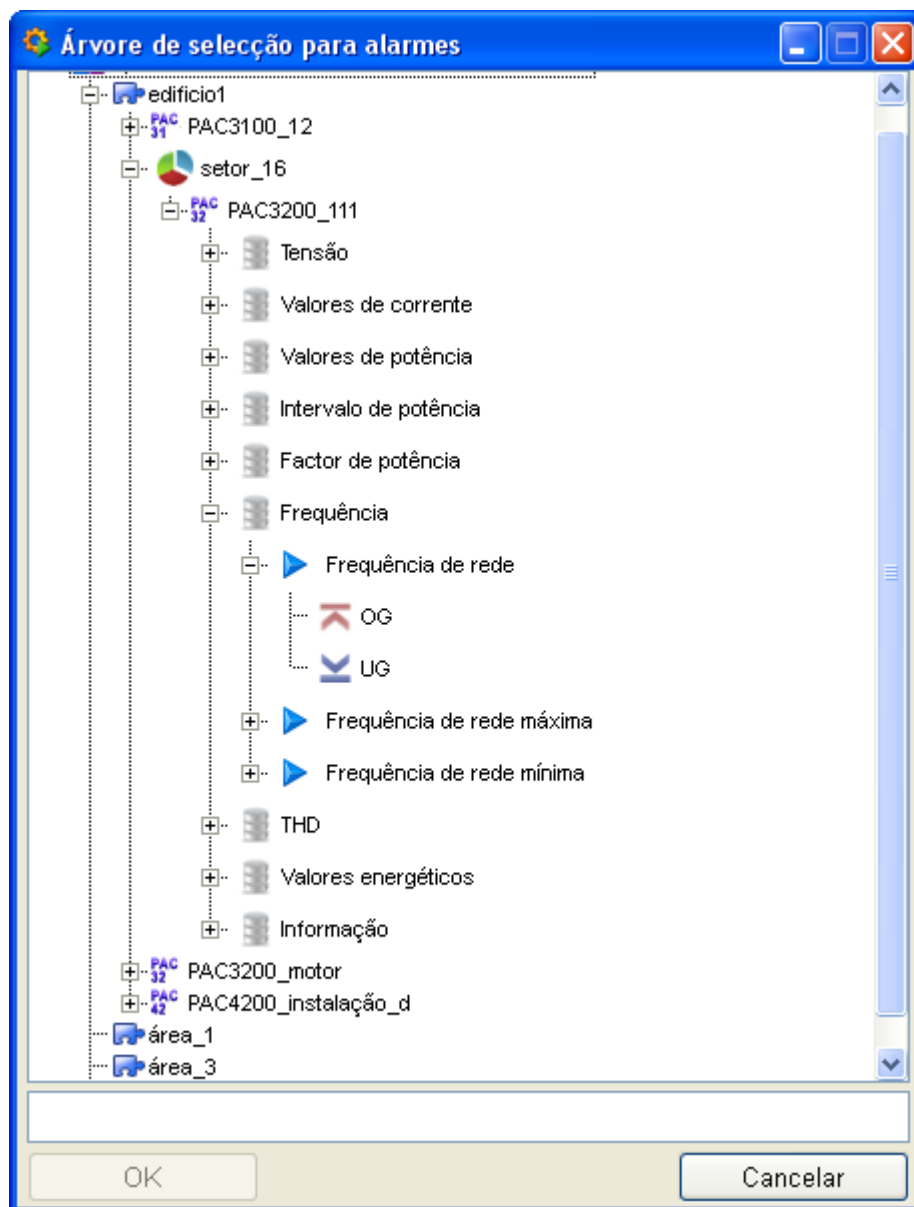 Árvore de selecção para alarmes
edificio1
PAC 31 PAC3100_12
setor_16
PAC 32 PAC3200_111
Tensão
Valores de corrente
Valores de potência
Intervalo de potência
Factor de potência
Frequência
Frequência de rede
OG
UG
Frequência de rede máxima
Frequência de rede mínima
THD
Valores energéticos
Informação
PAC 32 PAC3200_motor
PAC 42 PAC4200_instalação_d
área_1
área_3
OK Cancelar